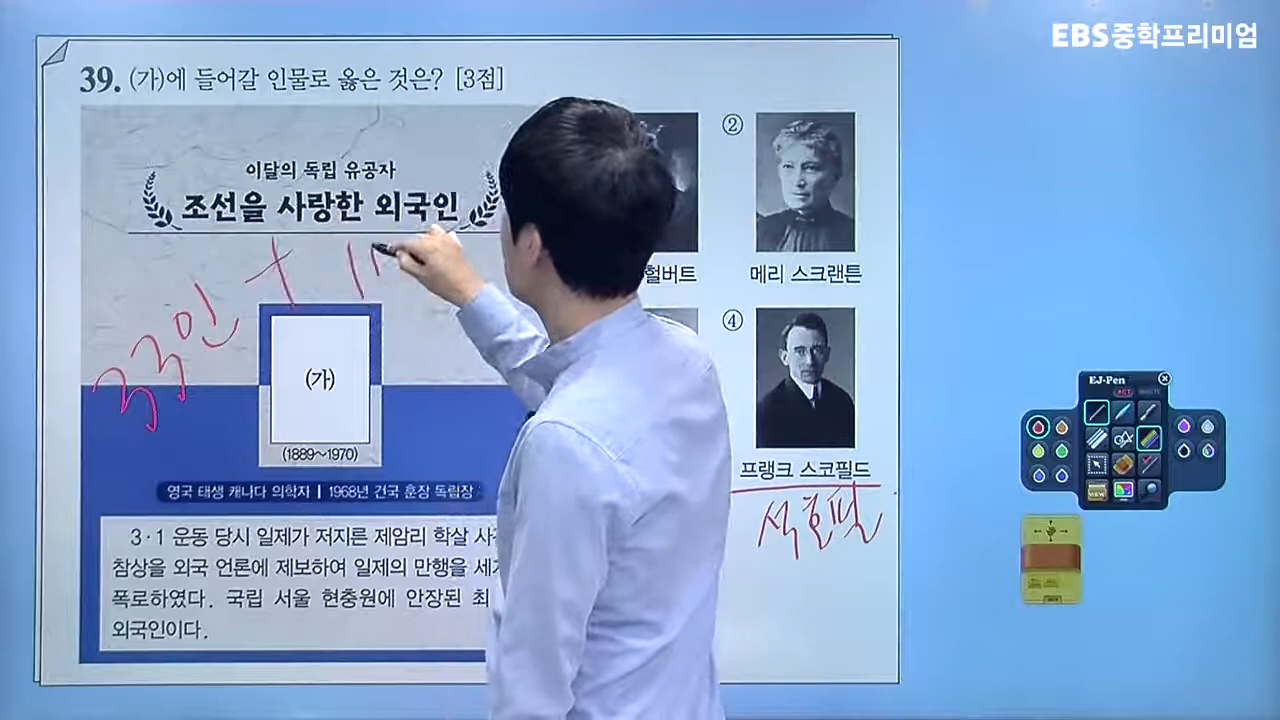 EBS중학프리미엄
39. (가)에 들어갈 인물로 옳은 것은? [3점]
이달의 독립 유공자
조선을 사랑한 외국인
(가)
(1889~1970)
영국 태생 캐나다 의학자 | 1968년 건국 훈장 독립장
3·1 운동 당시 일제가 저지른 제암리 학살
참상을 외국 언론에 제보하여 일제의 만행을
폭로하였다. 국립 서울 현충원에 안장된 최
외국인이다.
헐버트
②
메리 스크랜튼
④
프랭크 스코필드
석호필
EJ-Pen